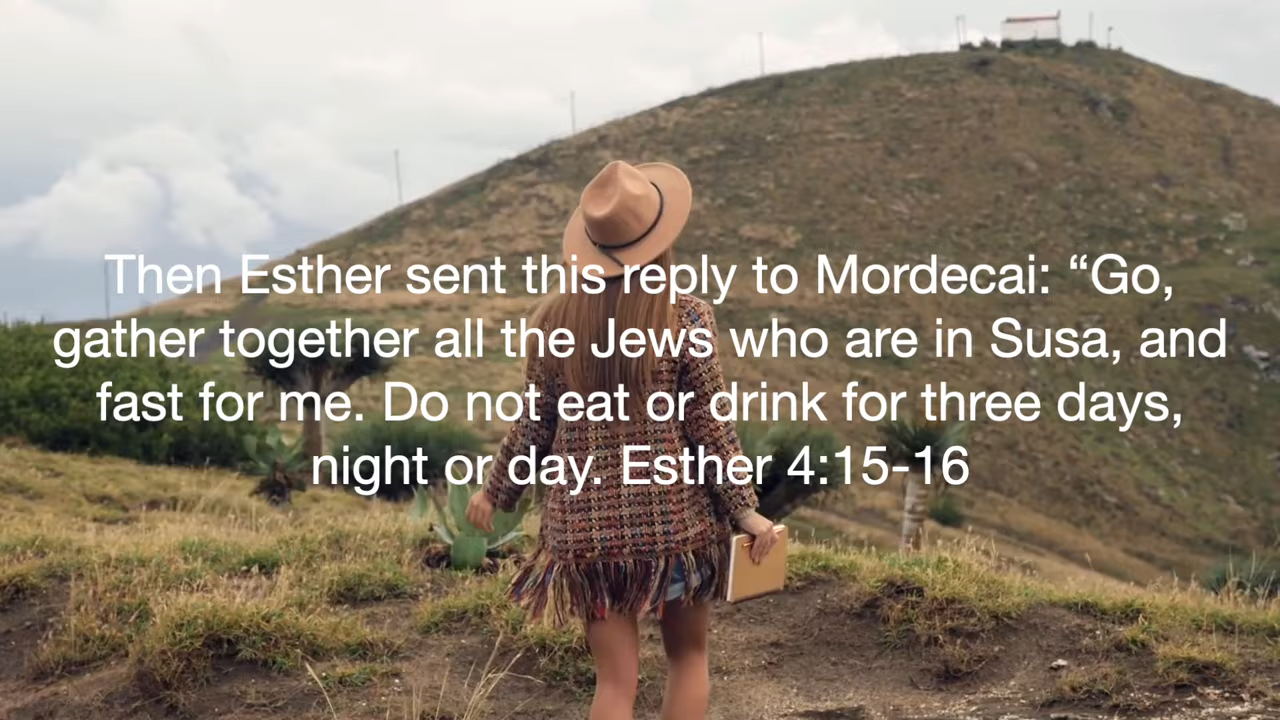 Then Esther sent this reply to Mordecai: “Go,
gather together all the Jews who are in Susa, and
fast for me. Do not eat or drink for three days,
night or day. Esther 4:15-16